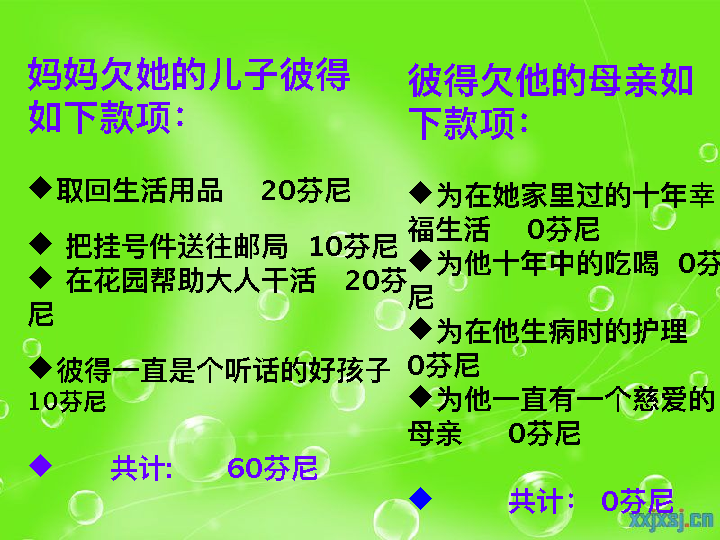 妈妈欠她的儿子彼得
如下款项：
◆取回生活用品 20芬尼
◆ 把挂号件送往邮局 10芬尼
◆ 在花园帮助大人干活 20芬
尼
◆彼得一直是个听话的好孩子
10芬尼
◆ 共计: 60芬尼
彼得欠他的母亲如
下款项：
◆为在她家里过的十年幸
福生活 0芬尼
◆为他十年中的吃喝 0芬
尼
◆为在他生病时的护理
0芬尼
◆为他一直有一个慈爱的
母亲 0芬尼
◆ 共计： 0芬尼
xxjxsj.cn